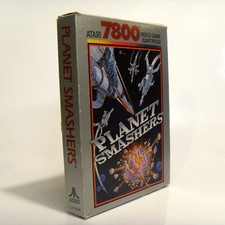 ATARI 7800 VIDEO GAME
CARTRIDGE
PLANET
SMASHERS
PLANET SMASHERS
ATARI